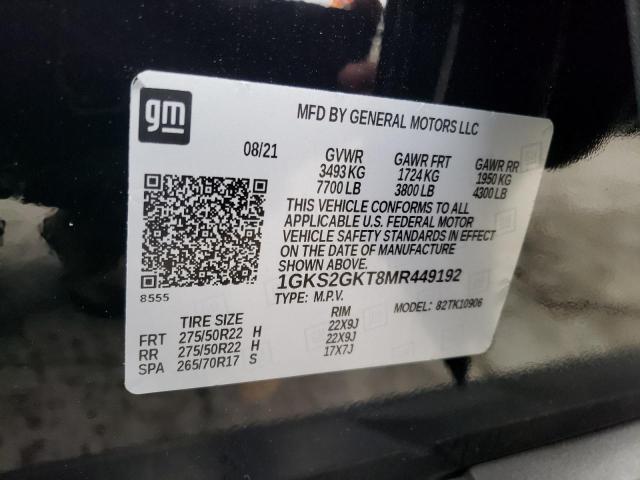 gm
MFD BY GENERAL MOTORS LLC
08/21 GVWR GAWR FRT GAWR RR
3493 KG 1724 KG 1950 KG
7700 LB 3800 LB 4300 LB
THIS VEHICLE CONFORMS TO ALL
APPLICABLE U.S. FEDERAL MOTOR
VEHICLE SAFETY STANDARDS IN EFFECT
ON THE DATE OF MANUFACTURE
SHOWN ABOVE.
8555
1GKS2GKT8MR449192
TYPE: M.P.V. MODEL: 82TK10906
TIRE SIZE RIM
FRT 275/50R22 H 22X9J
RR 275/50R22 H 22X9J
SPA 265/70R17 S 17X7J